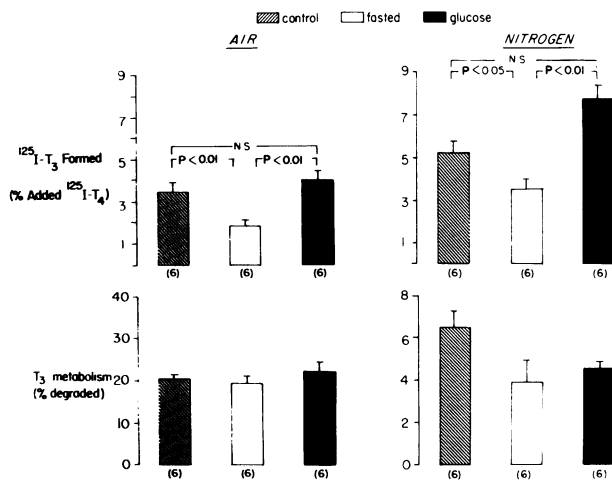 control fasted glucose
AIR
NITROGEN
9
7
5
3
1
¹²⁵I-T₃ Formed
(% Added ¹²⁵I-T₄)
NS
P<0.01 P<0.01
(6) (6) (6)
9
7
5
3
1
NS
P<0.05 P<0.01
(6) (6) (6)
40
30
20
10
0
T₃ metabolism
(% degraded)
(6) (6) (6)
8
6
4
2
0
(6) (6) (6)